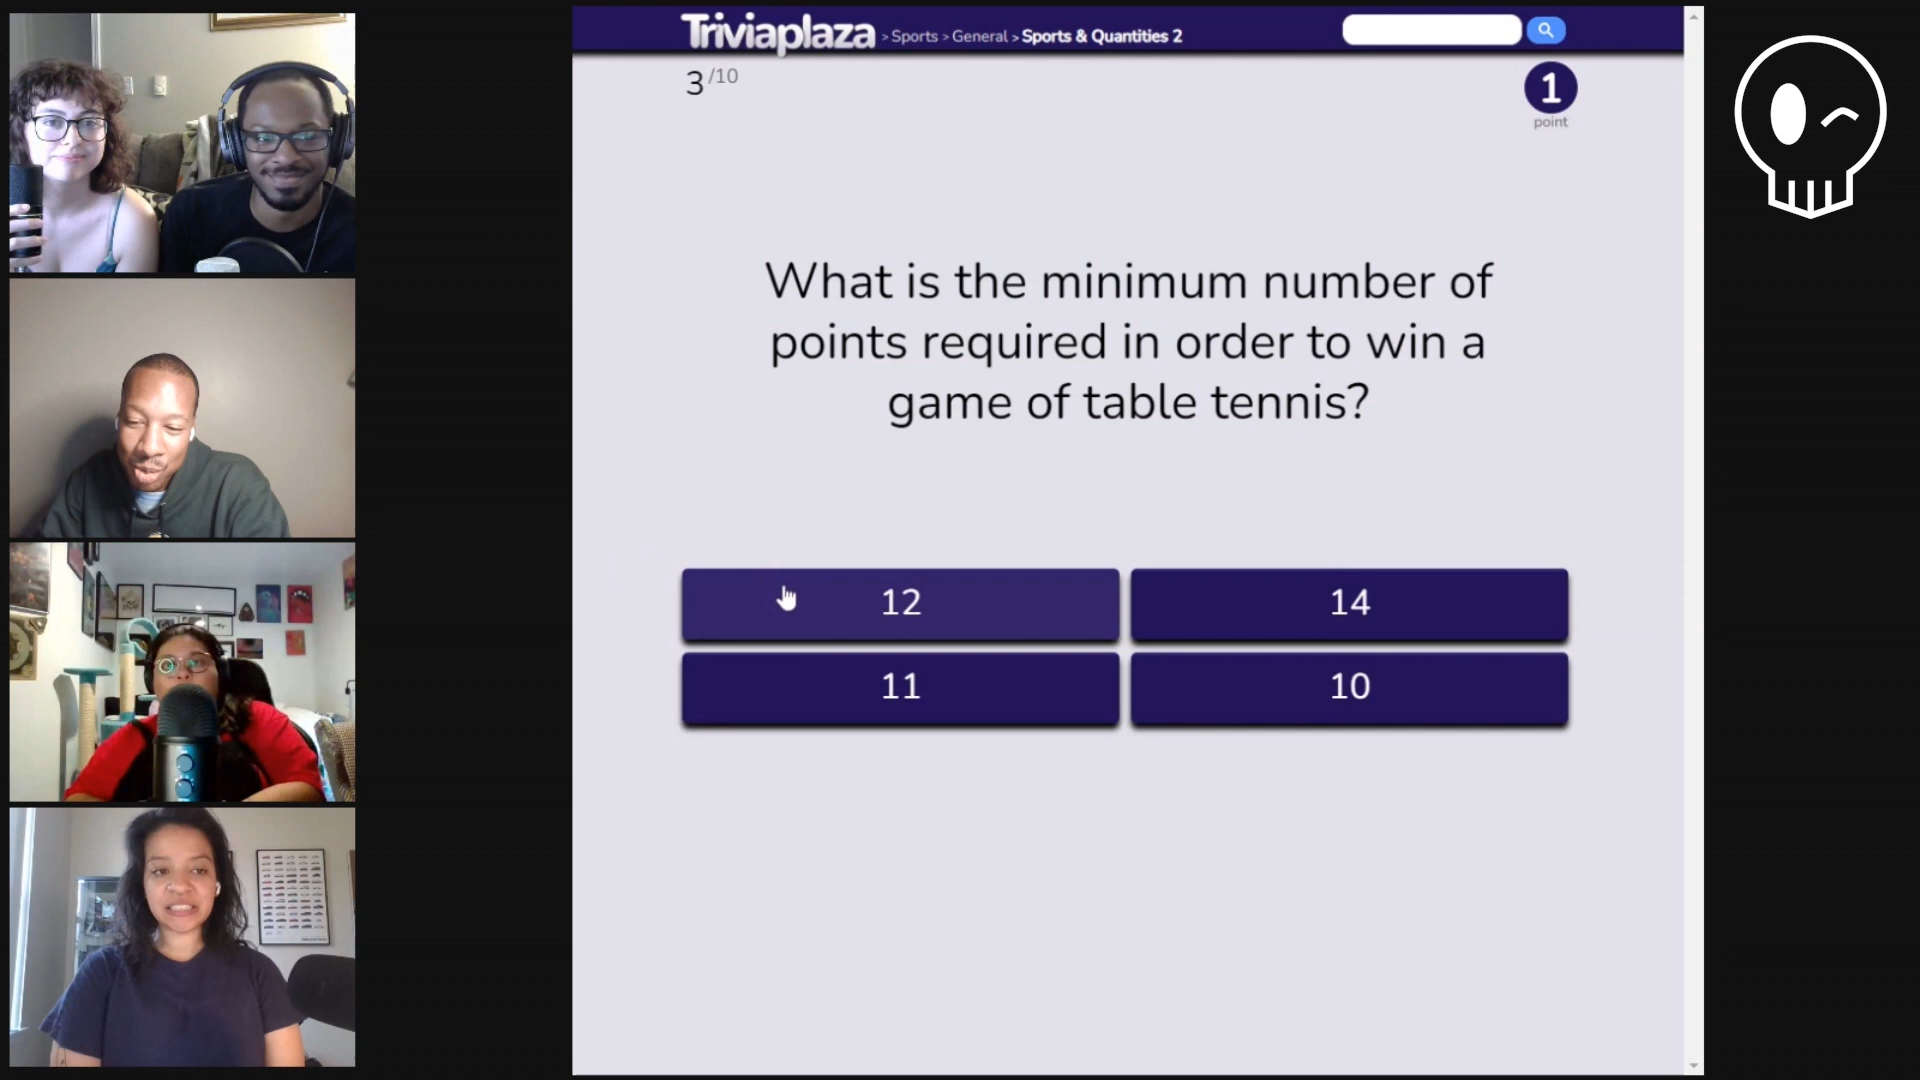 Triviaplaza > Sports > General > Sports & Quantities 2
3/10
1
point
What is the minimum number of
points required in order to win a
game of table tennis?
12
14
11
10